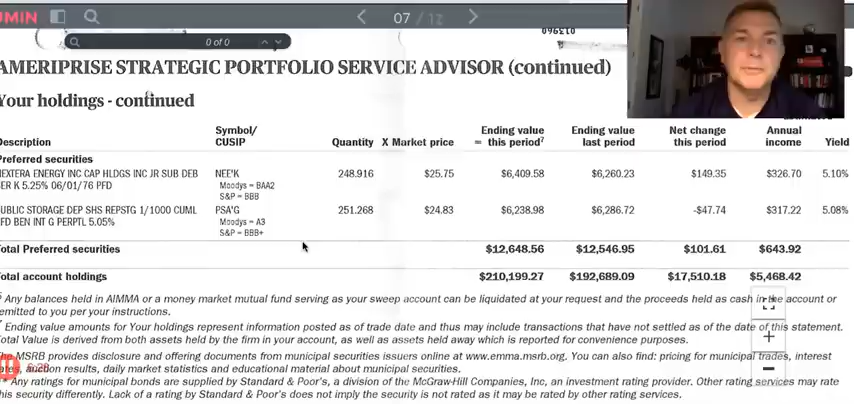 UMIN 07 / 12
0 of 0
013960
AMERIPRISE STRATEGIC PORTFOLIO SERVICE ADVISOR (continued)
Your holdings - continued
Description Symbol/ CUSIP Quantity X Market price Ending value = this period⁷ Ending value last period Net change this period Annual income Yield
Preferred securities
NEXTERA ENERGY INC CAP HLDGS INC JR SUB DEB NEE'K 248.916 $25.75 $6,409.58 $6,260.23 $149.35 $326.70 5.10%
SER K 5.25% 06/01/76 PFD Moodys = BAA2
S&P = BBB
PUBLIC STORAGE DEP SHS REPSTG 1/1000 CUML PSA'G 251.268 $24.83 $6,238.98 $6,286.72 -$47.74 $317.22 5.08%
PFD BEN INT G PERPTL 5.05% Moodys = A3
S&P = BBB+
Total Preferred securities $12,648.56 $12,546.95 $101.61 $643.92
Total account holdings $210,199.27 $192,689.09 $17,510.18 $5,468.42
Any balances held in AIMMA or a money market mutual fund serving as your sweep account can be liquidated at your request and the proceeds held as cash in the account or
remitted to you per your instructions.
Ending value amounts for Your holdings represent information posted as of trade date and thus may include transactions that have not settled as of the date of this statement.
Total Value is derived from both assets held by the firm in your account, as well as assets held away which is reported for convenience purposes.
The MSRB provides disclosure and offering documents from municipal securities issuers online at www.emma.msrb.org. You can also find: pricing for municipal trades, interest
rates, auction results, daily market statistics and educational material about municipal securities.
** Any ratings for municipal bonds are supplied by Standard & Poor's, a division of the McGraw-Hill Companies, Inc, an investment rating provider. Other rating services may rate
this security differently. Lack of a rating by Standard & Poor's does not imply the security is not rated as it may be rated by other rating services.